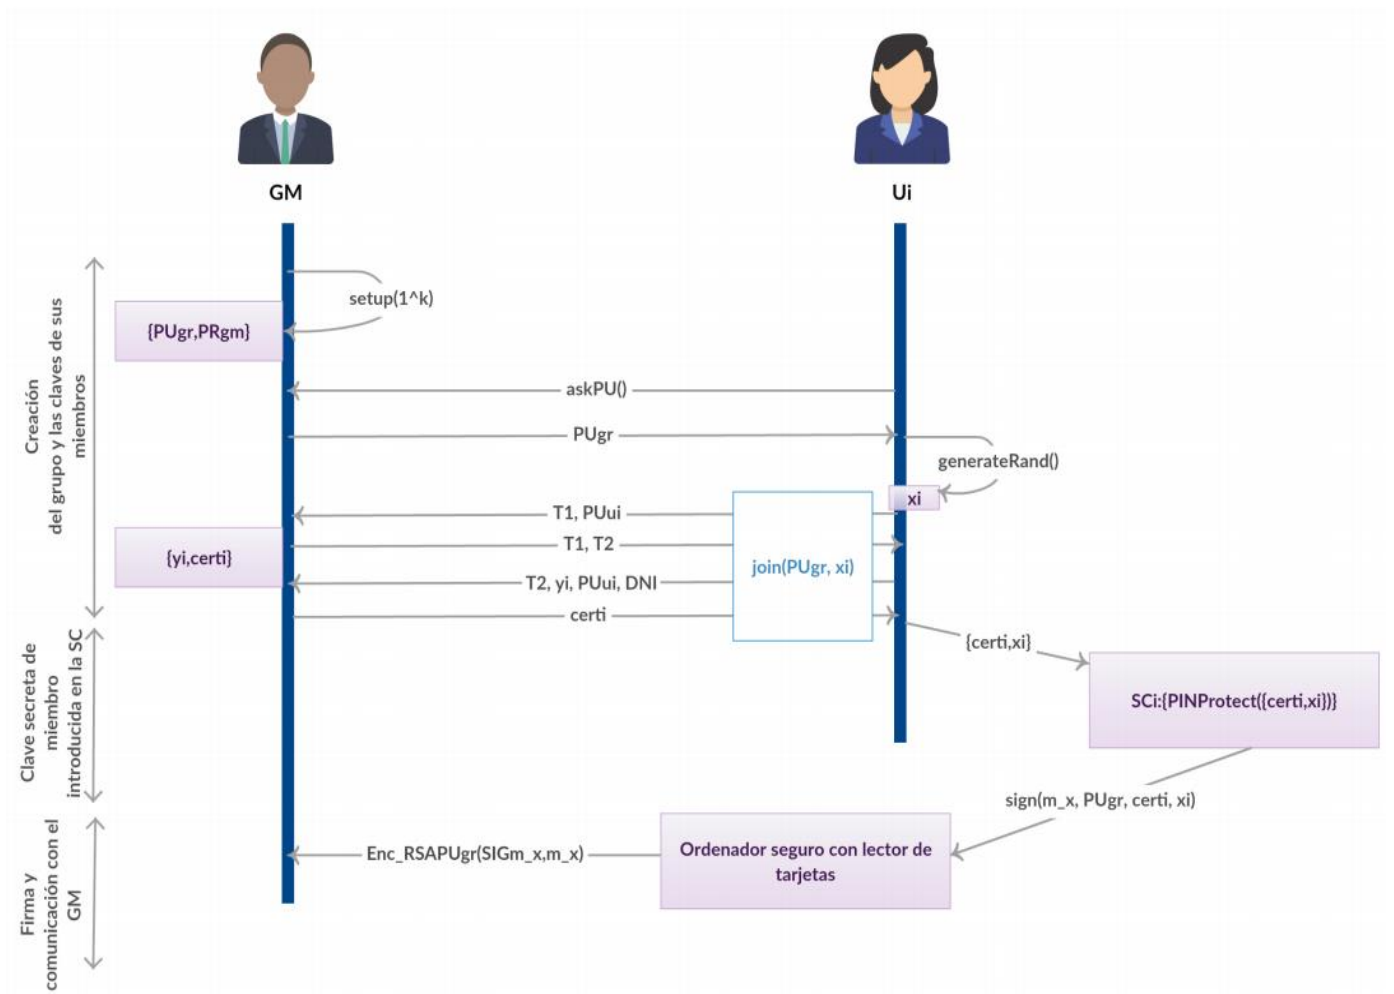 GM
Ui
Creación
del grupo y las claves de sus
miembros
setup(1^k)
{PUgr,PRgm}
askPU()
PUgr
generateRand()
xi
T1, PUui
T1, T2
{yi,certi}
join(PUgr, xi)
T2, yi, PUui, DNI
certi
Clave secreta de
miembro
introducida en la SC
{certi,xi}
SCi:{PINProtect({certi,xi})}
sign(m_x, PUgr, certi, xi)
Firma y
comunicación con el
GM
Enc_RSAPUgr(SIGm_x,m_x)
Ordenador seguro con lector de
tarjetas